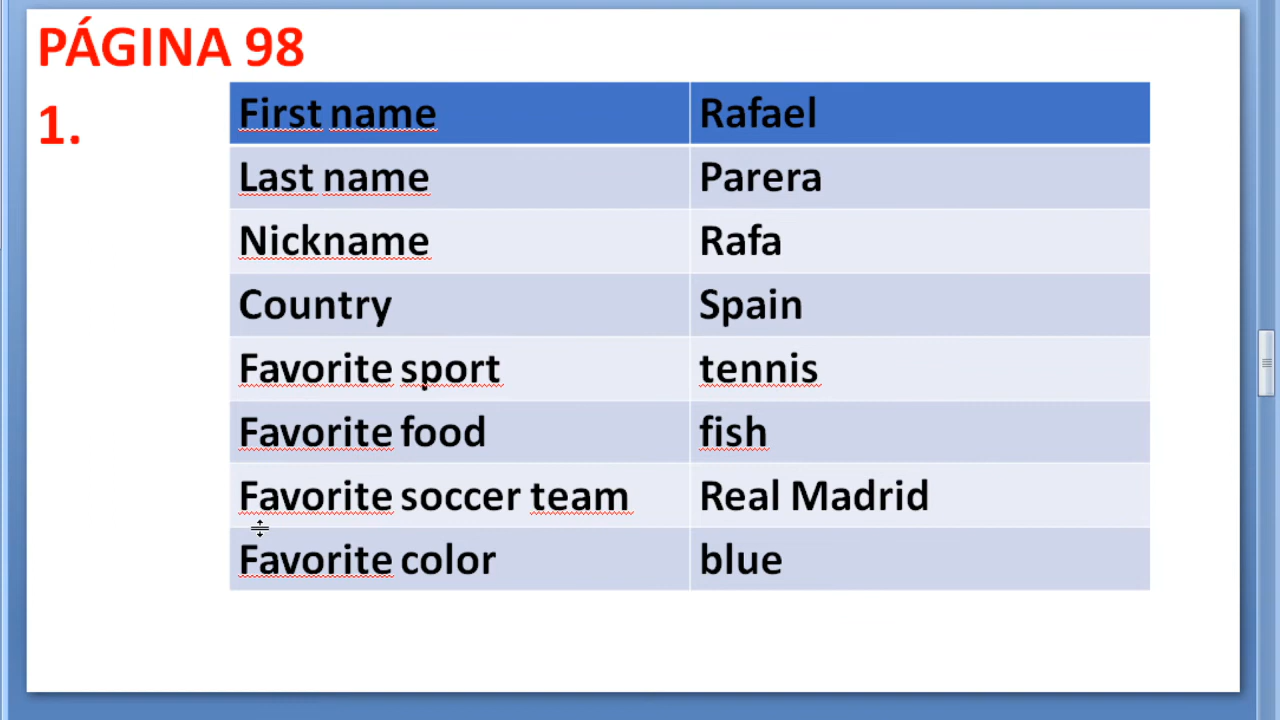 PÁGINA 98
1.
First name Rafael
Last name Parera
Nickname Rafa
Country Spain
Favorite sport tennis
Favorite food fish
Favorite soccer team Real Madrid
Favorite color blue